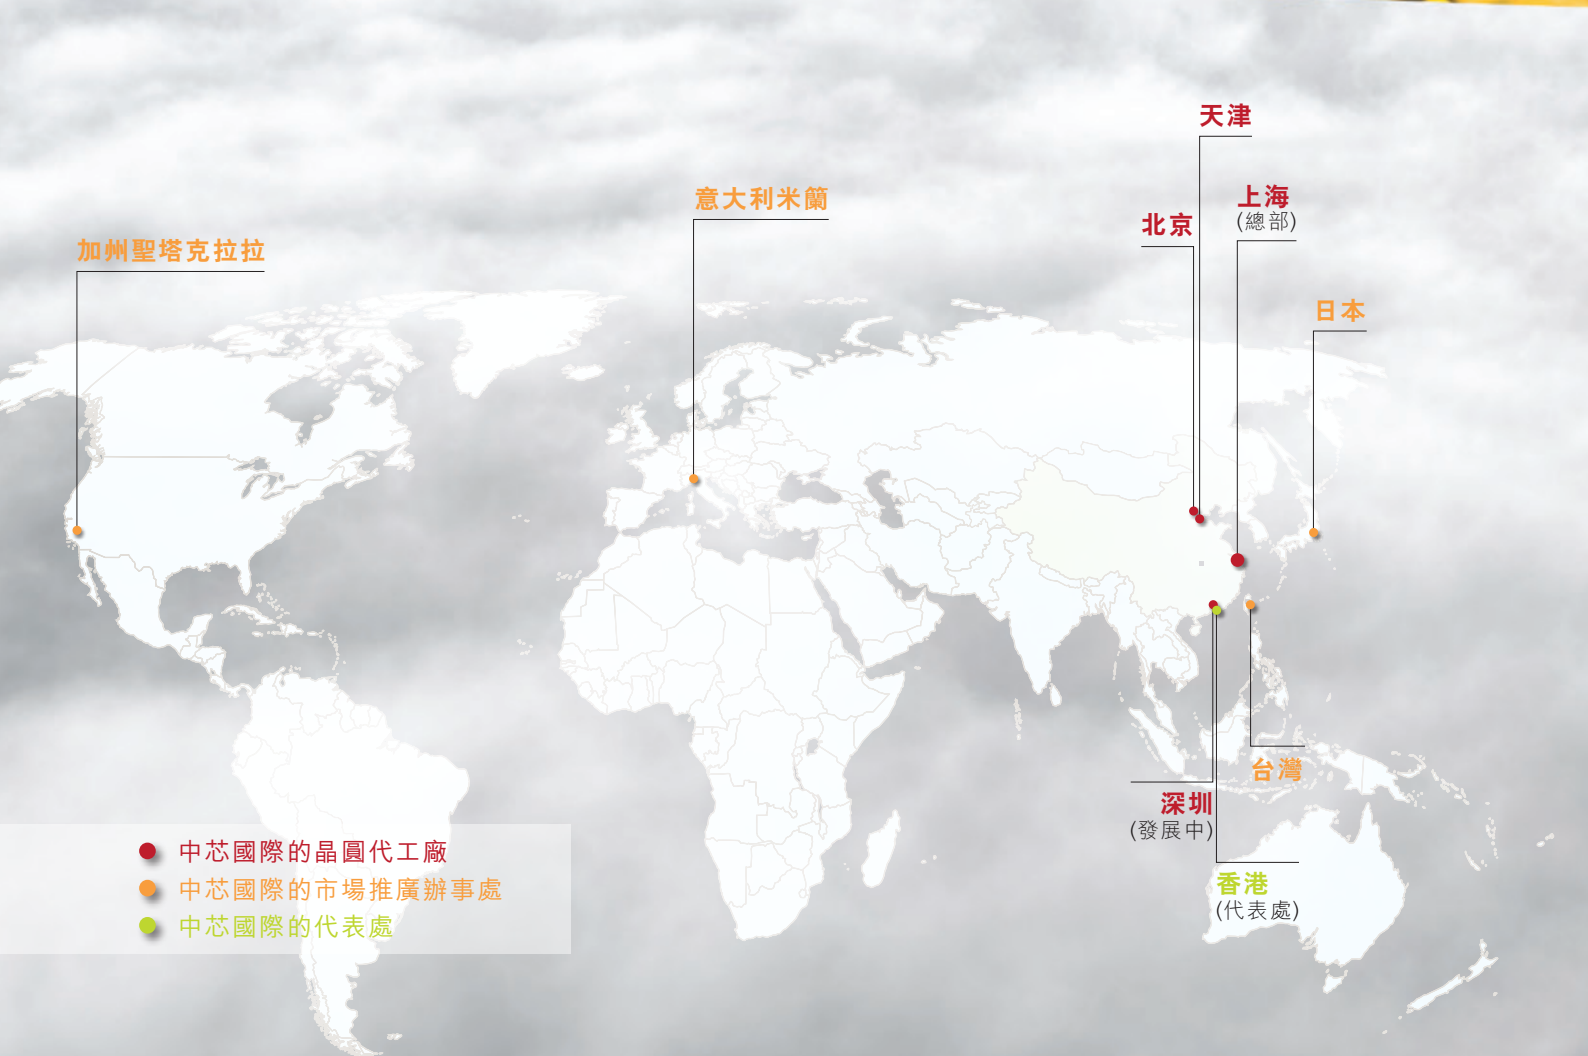 天津
上海
(總部)
意大利米蘭
北京
加州聖塔克拉拉
日本
台灣
深圳
(發展中)
香港
(代表處)
中芯國際的晶圓代工廠
中芯國際的市場推廣辦事處
中芯國際的代表處